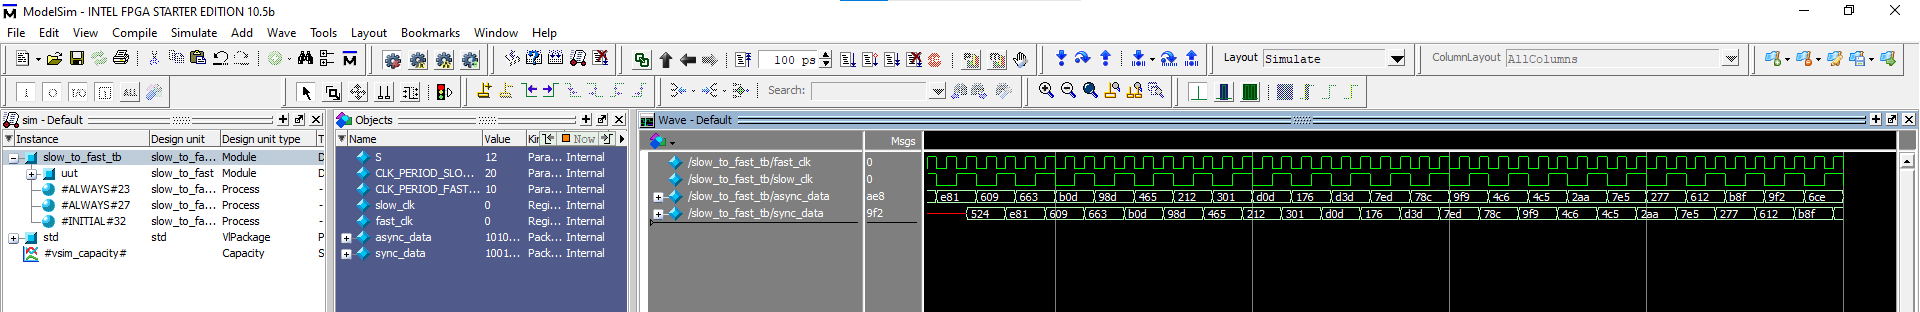 ModelSim - INTEL FPGA STARTER EDITION 10.5b
File Edit View Compile Simulate Add Wave Tools Layout Bookmarks Window Help
100 ps Layout Simulate ColumnLayout AllColumns
Search:
sim - Default
Instance Design unit Design unit type T
slow_to_fast_tb slow_to_fa... Module D
uut slow_to_fast Module D
#ALWAYS#23 slow_to_fa... Process -
#ALWAYS#27 slow_to_fa... Process -
#INITIAL#32 slow_to_fa... Process -
std std VlPackage P
#vsim_capacity# Capacity S
Objects
Name Value Kin Now
S 12 Para... Internal
CLK_PERIOD_SLO... 20 Para... Internal
CLK_PERIOD_FAST... 10 Para... Internal
slow_clk 0 Regi... Internal
fast_clk 0 Regi... Internal
async_data 1010... Pack... Internal
sync_data 1001... Pack... Internal
Wave - Default
Msgs
/slow_to_fast_tb/fast_clk 0
/slow_to_fast_tb/slow_clk 0
/slow_to_fast_tb/async_data ae8 e81 609 663 b0d 98d 465 212 301 d0d 176 d3d 7ed 78c 9f9 4c6 4c5 2aa 7e5 277 612 b8f 9f2 6ce
/slow_to_fast_tb/sync_data 9f2 524 e81 609 663 b0d 98d 465 212 301 d0d 176 d3d 7ed 78c 9f9 4c6 4c5 2aa 7e5 277 612 b8f